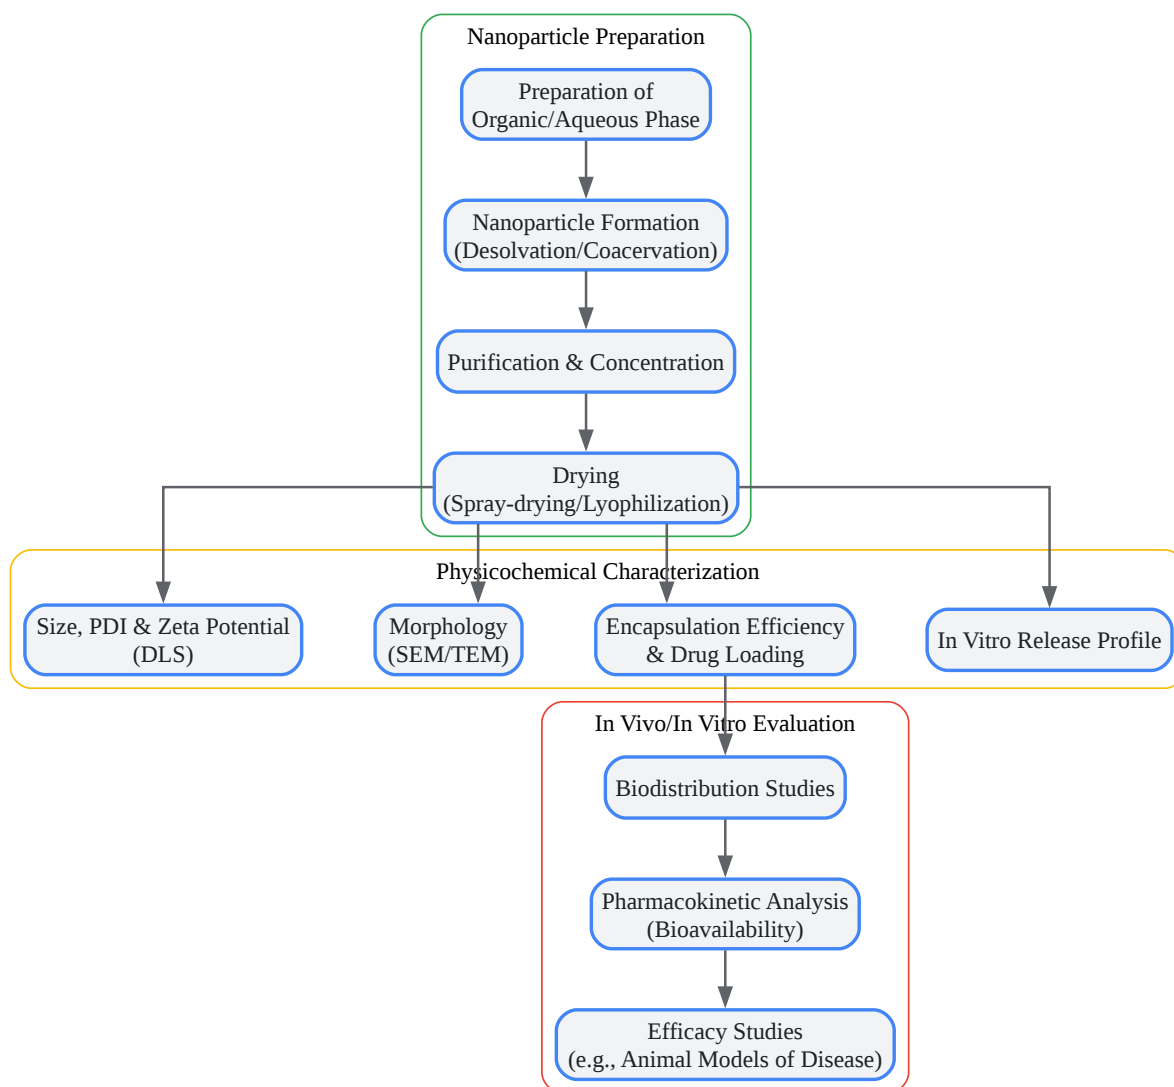 Nanoparticle Preparation
Preparation of
Organic/Aqueous Phase
Nanoparticle Formation
(Desolvation/Coacervation)
Purification & Concentration
Drying
(Spray-drying/Lyophilization)
Physicochemical Characterization
Size, PDI & Zeta Potential
(DLS)
Morphology
(SEM/TEM)
Encapsulation Efficiency
& Drug Loading
In Vitro Release Profile
In Vivo/In Vitro Evaluation
Biodistribution Studies
Pharmacokinetic Analysis
(Bioavailability)
Efficacy Studies
(e.g., Animal Models of Disease)